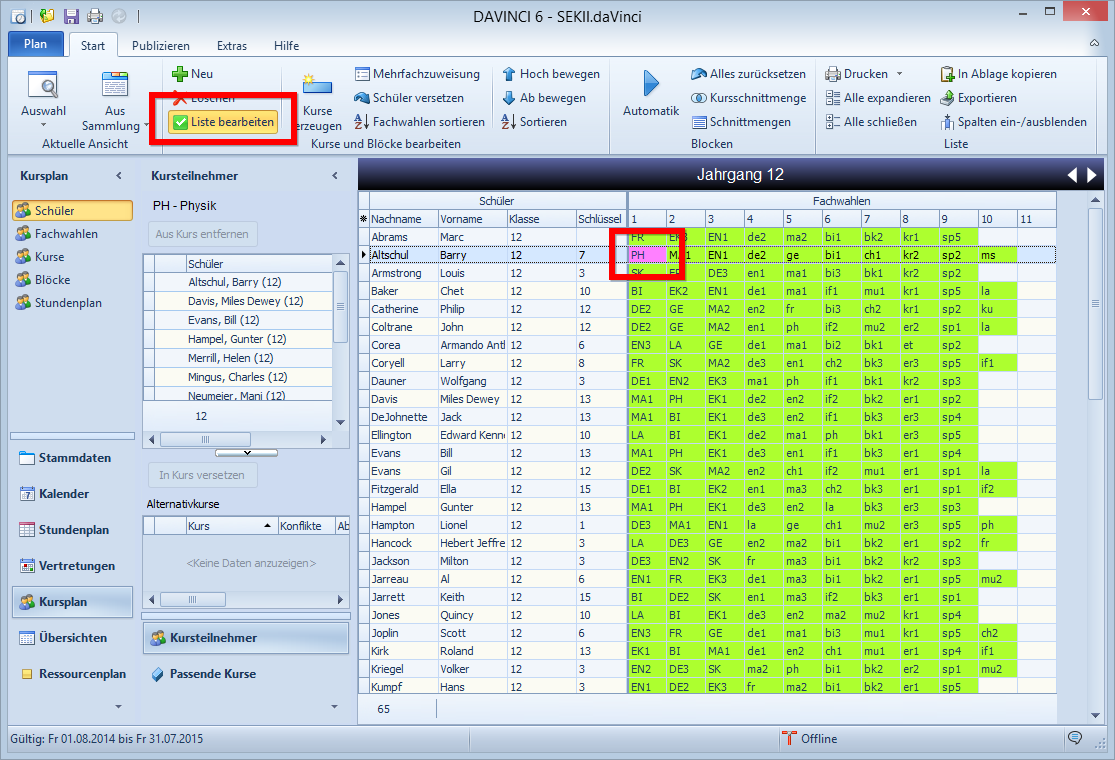 DAVINCI 6 - SEKII.daVinci
Plan Start Publizieren Extras Hilfe
Auswahl
Aus Sammlung
Aktuelle Ansicht
Neu
Löschen
Liste bearbeiten
Kurse
erzeugen
Mehrfachzuweisung
Schüler versetzen
Fachwahlen sortieren
Hoch bewegen
Ab bewegen
Sortieren
Kurse und Blöcke bearbeiten
Automatik
Alles zurücksetzen
Kursschnittmenge
Schnittmengen
Blocken
Drucken
Alle expandieren
Alle schließen
In Ablage kopieren
Exportieren
Spalten ein-/ausblenden
Liste
Kursplan
Schüler
Fachwahlen
Kurse
Blöcke
Stundenplan
Stammdaten
Kalender
Stundenplan
Vertretungen
Kursplan
Übersichten
Ressourcenplan
Kursteilnehmer
PH - Physik
Aus Kurs entfernen
Schüler
Altschul, Barry (12)
Davis, Miles Dewey (12)
Evans, Bill (12)
Hampel, Gunter (12)
Merrill, Helen (12)
Mingus, Charles (12)
Neumeier, Mani (12)
12
In Kurs versetzen
Alternativkurse
Kurs Konflikte Ab
<Keine Daten anzuzeigen>
Kursteilnehmer
Passende Kurse
Jahrgang 12
Schüler Fachwahlen
Nachname Vorname Klasse Schlüssel 1 2 3 4 5 6 7 8 9 10 11
Abrams Marc 12 FR EK3 EN1 de2 ma2 bi1 bk2 kr1 sp5
Altschul Barry 12 7 PH MA1 EN1 de2 ge bi1 ch1 kr2 sp2 ms
Armstrong Louis 12 3 SK DE3 en1 ma1 bi3 bk2 kr2 sp2
Baker Chet 12 10 BI EK2 EN1 de1 ma1 if1 mu1 kr1 sp5 la
Catherine Philip 12 12 DE2 GE MA2 en2 fr bi3 ch2 kr1 sp2 ku
Coltrane John 12 12 DE2 GE MA2 en1 ph if2 mu2 er2 sp1 la
Corea Armando Antl 12 6 EN3 LA GE de1 ma1 bi2 bk1 et sp2
Coryell Larry 12 8 FR SK MA2 de3 en1 ch2 bk3 er3 sp5 if1
Dauner Wolfgang 12 3 DE1 EN2 EK3 ma1 ph if1 bk1 kr2 sp3
Davis Miles Dewey 12 13 MA1 PH EK1 de2 en2 if1 bk2 kr1 sp2
DeJohnette Jack 12 13 MA1 BI EK1 de3 en2 if1 bk3 er3 sp4
Ellington Edward Kenn 12 10 LA BI EK1 de2 ma1 ph bk1 er3 sp5
Evans Bill 12 13 MA1 PH EK1 de3 en1 if1 bk3 kr2 sp4
Evans Gil 12 12 DE2 SK MA2 en2 ch1 if2 mu1 er1 sp1 la
Fitzgerald Ella 12 15 DE1 BI EK2 en1 ma3 ch2 bk3 er1 sp1 if2
Hampel Gunter 12 13 MA1 PH EK1 de3 en2 la bk3 er3 sp3
Hampton Lionel 12 1 DE3 MA1 EN1 la ge ch1 mu2 er3 sp5 ph
Hancock Hebert Jeffre 12 3 LA DE3 GE en2 ma2 bi1 bk1 er2 sp2 fr
Jackson Milton 12 3 DE3 EN2 SK fr ma3 bi1 bk2 er2 sp2
Jarreau Al 12 6 EN1 FR EK3 de1 ma3 bi1 bk2 er1 sp5 mu2
Jarrett Keith 12 15 BI DE2 SK en1 ma3 if2 bk3 er1 sp1
Jones Quincy 12 10 LA BI EK1 de3 en2 ma2 mu2 kr1 sp4
Joplin Scott 12 6 EN3 FR GE de1 ma1 bi3 mu1 kr1 sp5 ch2
Kirk Roland 12 13 EK1 BI MA1 de1 en2 ch1 mu1 er1 sp4 if1
Kriegel Volker 12 3 EN2 DE3 SK ma2 ph bi1 bk2 er2 sp1 mu2
Kumpf Hans 12 3 EN1 DE2 EK3 fr ma2 bi1 bk2 er1 sp5
65
Gültig: Fr 01.08.2014 bis Fr 31.07.2015
Offline